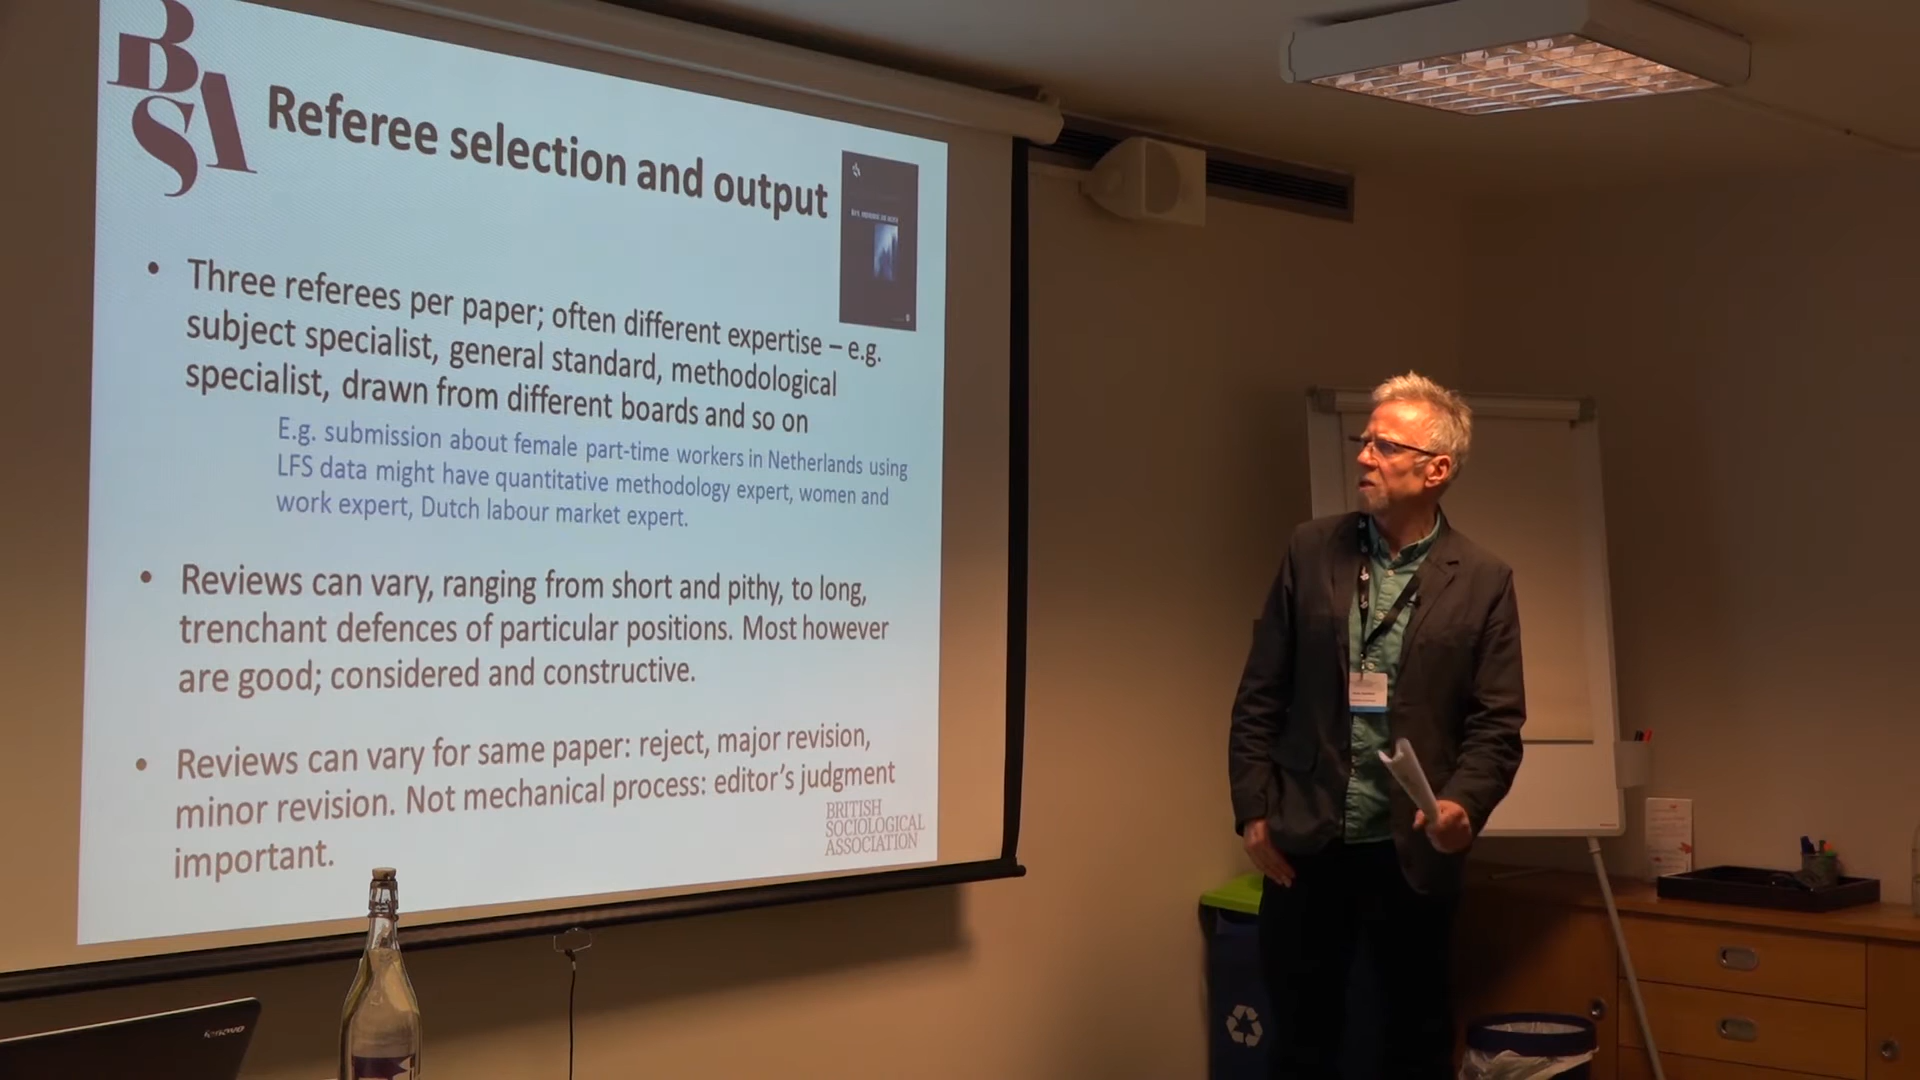 BSA
Referee selection and output
• Three referees per paper; often different expertise – e.g.
subject specialist, general standard, methodological
specialist, drawn from different boards and so on
E.g. submission about female part-time workers in Netherlands using
LFS data might have quantitative methodology expert, women and
work expert, Dutch labour market expert.
• Reviews can vary, ranging from short and pithy, to long,
trenchant defences of particular positions. Most however
are good; considered and constructive.
• Reviews can vary for same paper: reject, major revision,
minor revision. Not mechanical process: editor's judgment
important.
BRITISH
SOCIOLOGICAL
ASSOCIATION
lenovo